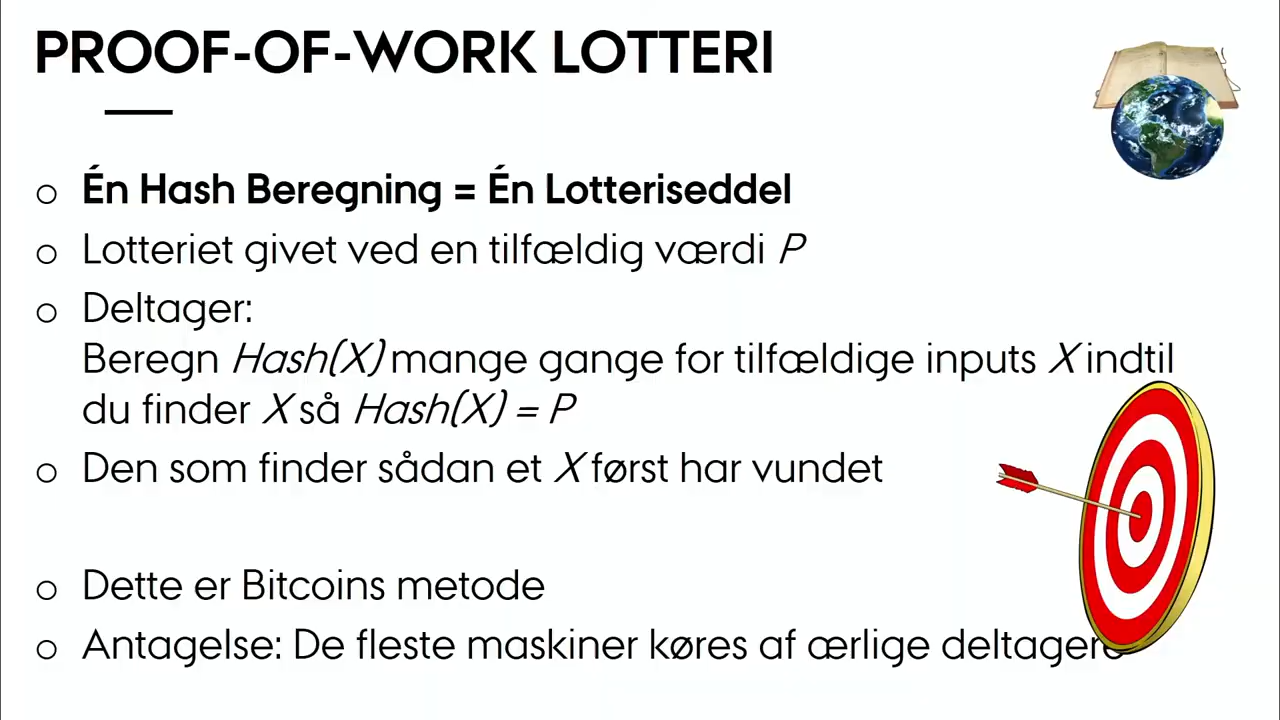 PROOF-OF-WORK LOTTERI
Én Hash Beregning = Én Lotteriseddel
Lotteriet givet ved en tilfældig værdi P
Deltager:
Beregn Hash(X) mange gange for tilfældige inputs X indtil
du finder X så Hash(X) = P
Den som finder sådan et X først har vundet
Dette er Bitcoins metode
Antagelse: De fleste maskiner køres af ærlige deltagere